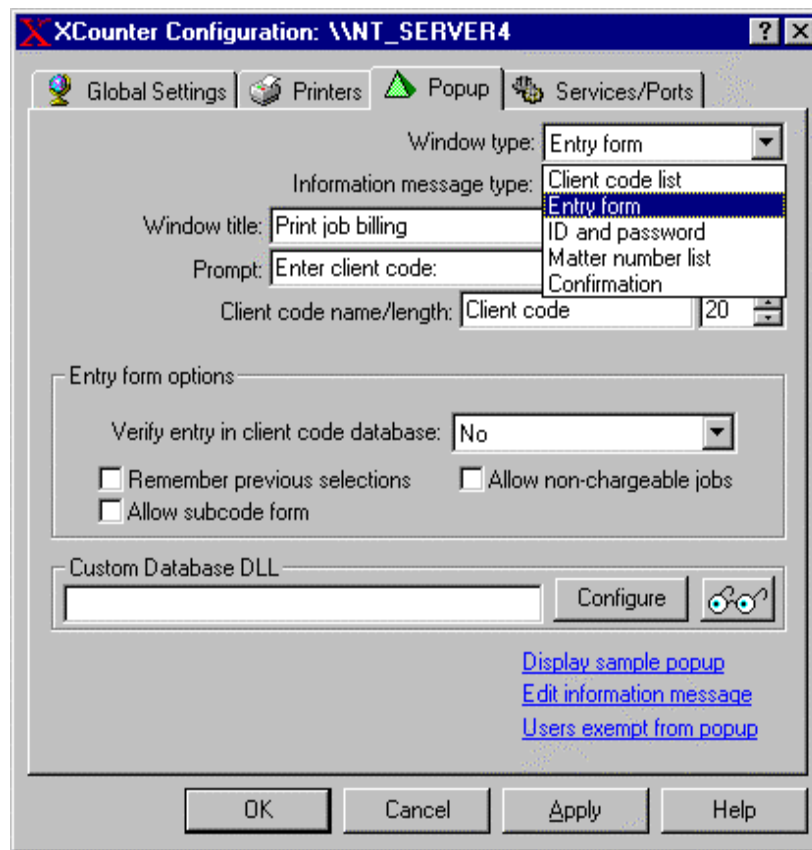 XCounter Configuration: \\NT_SERVER4
Global Settings Printers Popup Services/Ports
Window type: Entry form
Information message type:
Client code list
Entry form
ID and password
Matter number list
Confirmation
Window title: Print job billing
Prompt: Enter client code:
Client code name/length: Client code 20
Entry form options
Verify entry in client code database: No
Remember previous selections Allow non-chargeable jobs
Allow subcode form
Custom Database DLL
Configure
Display sample popup
Edit information message
Users exempt from popup
OK Cancel Apply Help